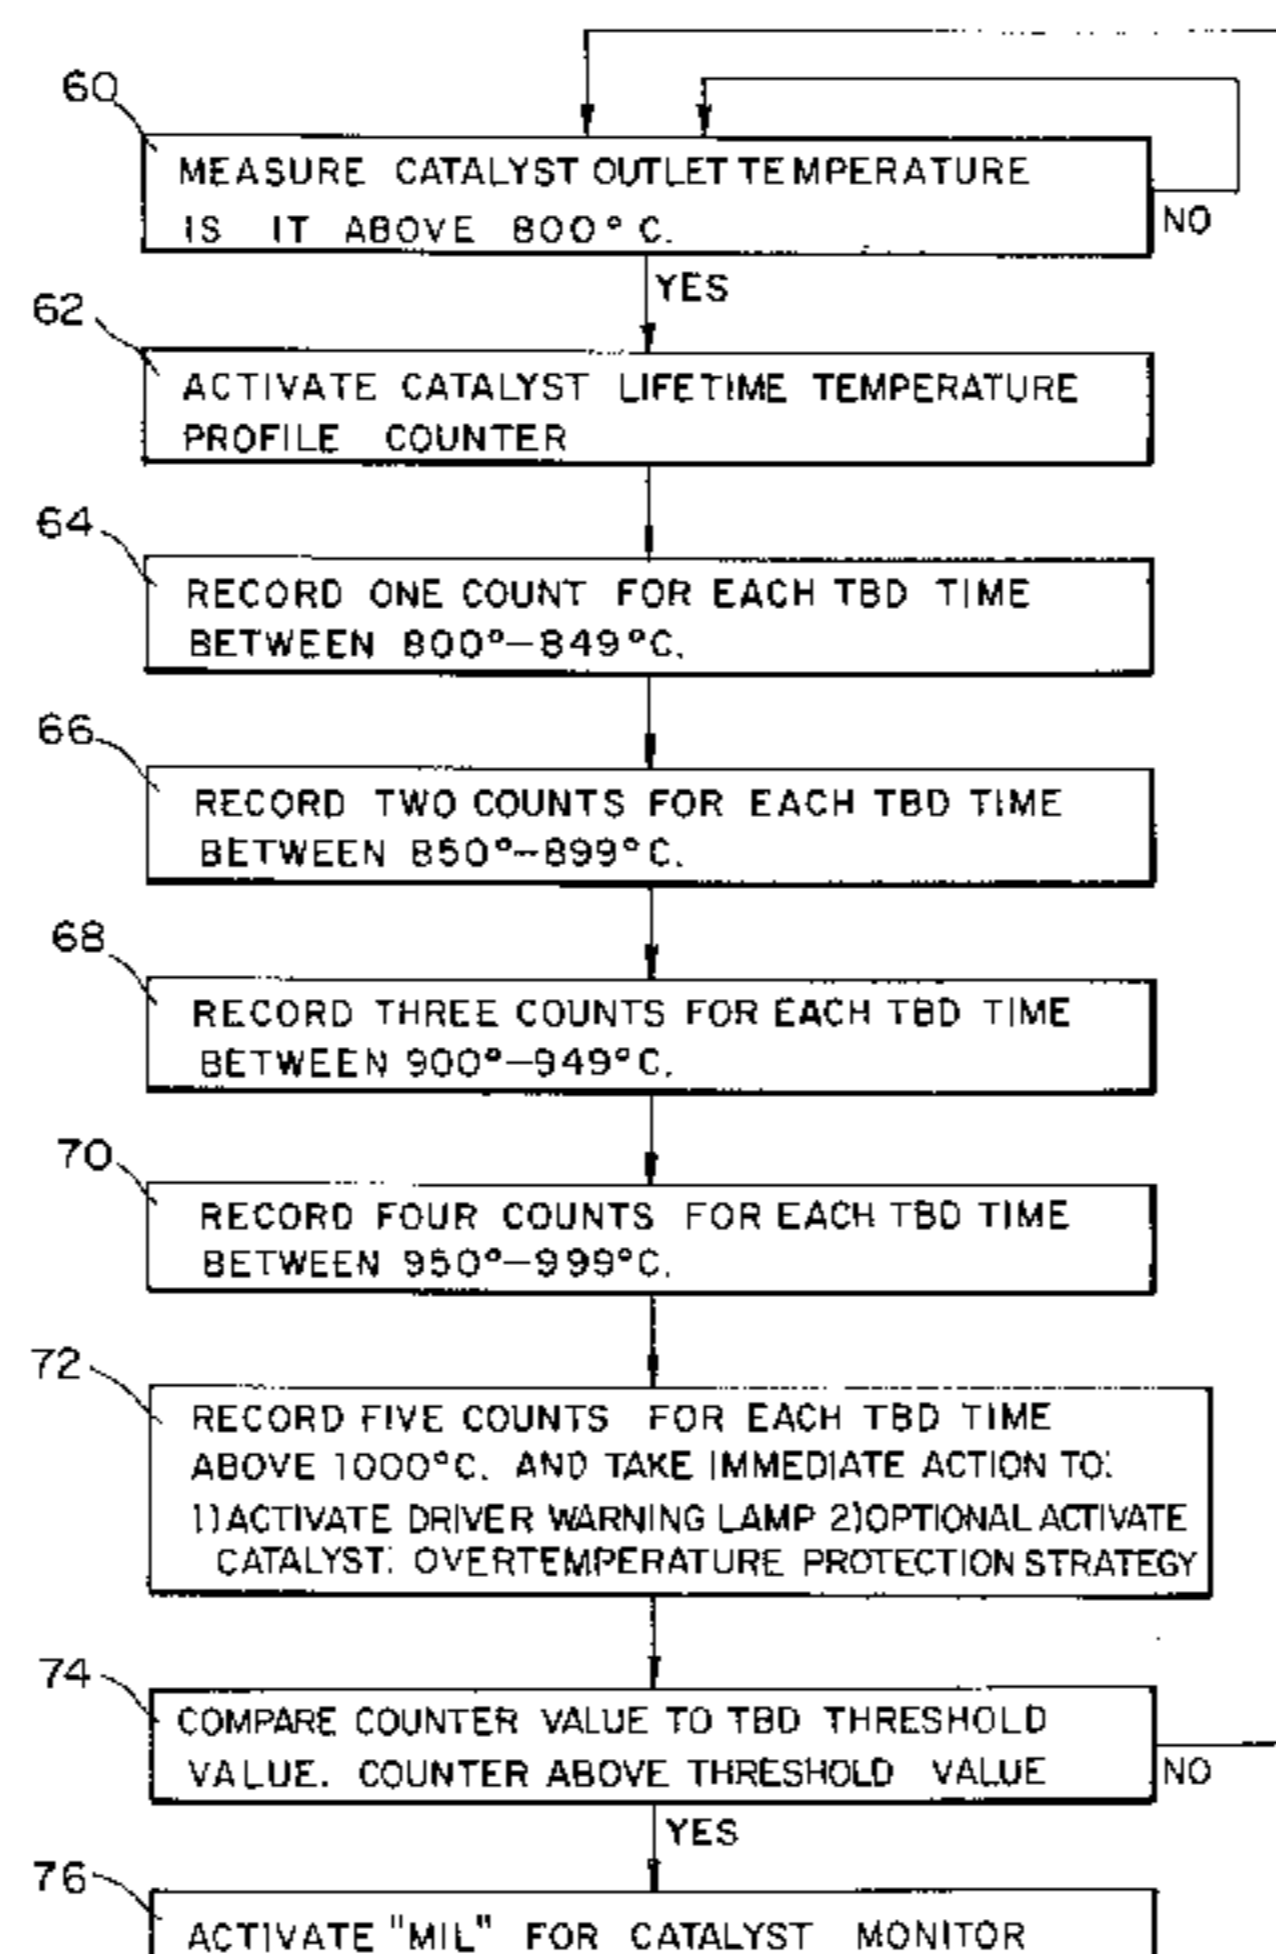 60
MEASURE CATALYST OUTLET TEMPERATURE
IS IT ABOVE 800°C.
NO
YES
62
ACTIVATE CATALYST LIFETIME TEMPERATURE
PROFILE COUNTER
64
RECORD ONE COUNT FOR EACH TBD TIME
BETWEEN 800°–849°C.
66
RECORD TWO COUNTS FOR EACH TBD TIME
BETWEEN 850°–899°C.
68
RECORD THREE COUNTS FOR EACH TBD TIME
BETWEEN 900°–949°C.
70
RECORD FOUR COUNTS FOR EACH TBD TIME
BETWEEN 950°–999°C.
72
RECORD FIVE COUNTS FOR EACH TBD TIME
ABOVE 1000°C. AND TAKE IMMEDIATE ACTION TO:
1) ACTIVATE DRIVER WARNING LAMP 2) OPTIONAL ACTIVATE
CATALYST. OVERTEMPERATURE PROTECTION STRATEGY
74
COMPARE COUNTER VALUE TO TBD THRESHOLD
VALUE. COUNTER ABOVE THRESHOLD VALUE
NO
YES
76
ACTIVATE "MIL" FOR CATALYST MONITOR